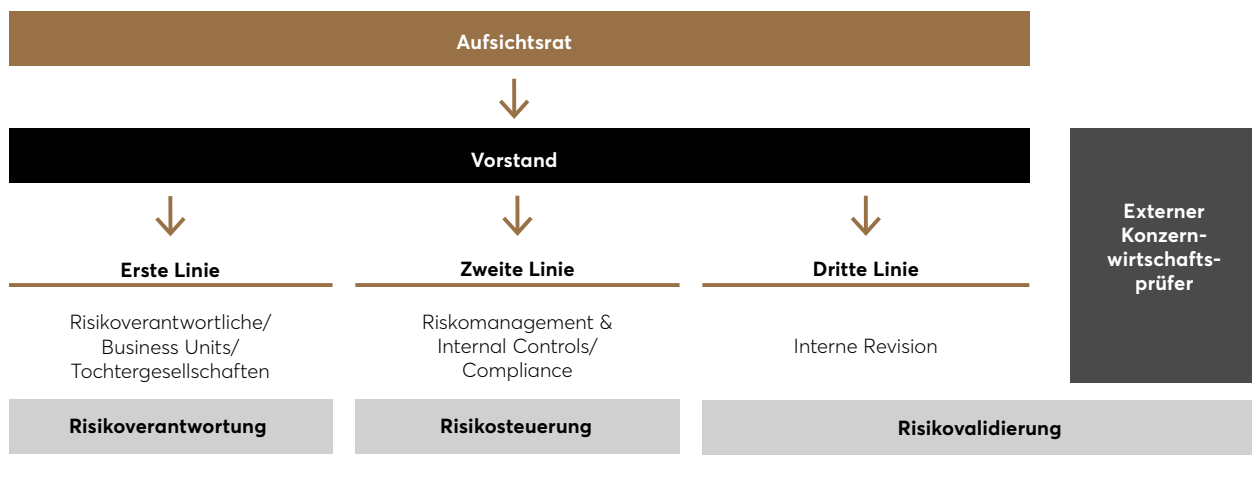 Aufsichtsrat
Vorstand
Externer
Konzern-
wirtschafts-
prüfer
Erste Linie
Zweite Linie
Dritte Linie
Risikoverantwortliche/
Business Units/
Tochtergesellschaften
Riskomanagement &
Internal Controls/
Compliance
Interne Revision
Risikoverantwortung
Risikosteuerung
Risikovalidierung